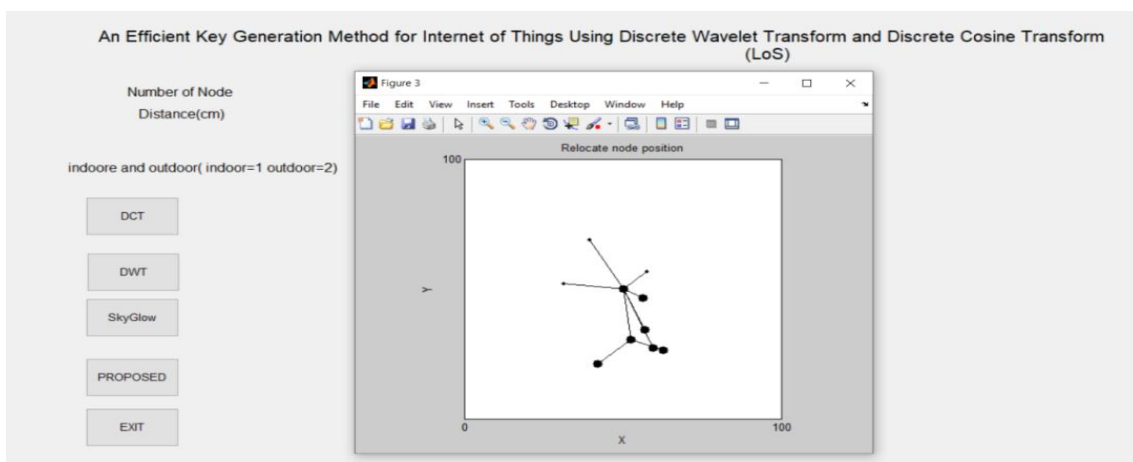 An Efficient Key Generation Method for Internet of Things Using Discrete Wavelet Transform and Discrete Cosine Transform
(LoS)
Number of Node
Distance(cm)
indoore and outdoor( indoor=1 outdoor=2)
DCT
DWT
SkyGlow
PROPOSED
EXIT
Figure 3
File Edit View Insert Tools Desktop Window Help
Relocate node position
100
Y
0 100
X